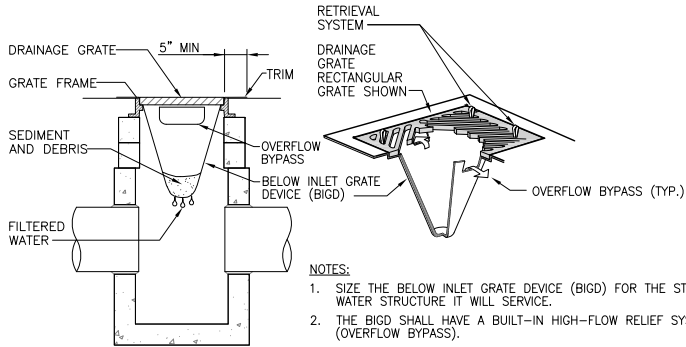 DRAINAGE GRATE
5" MIN
GRATE FRAME
TRIM
SEDIMENT
AND DEBRIS
OVERFLOW
BYPASS
BELOW INLET GRATE
DEVICE (BIGD)
FILTERED
WATER
RETRIEVAL
SYSTEM
DRAINAGE
GRATE
RECTANGULAR
GRATE SHOWN
OVERFLOW BYPASS (TYP.)
NOTES:
1. SIZE THE BELOW INLET GRATE DEVICE (BIGD) FOR THE
WATER STRUCTURE IT WILL SERVICE.
2. THE BIGD SHALL HAVE A BUILT-IN HIGH-FLOW RELIEF
(OVERFLOW BYPASS).